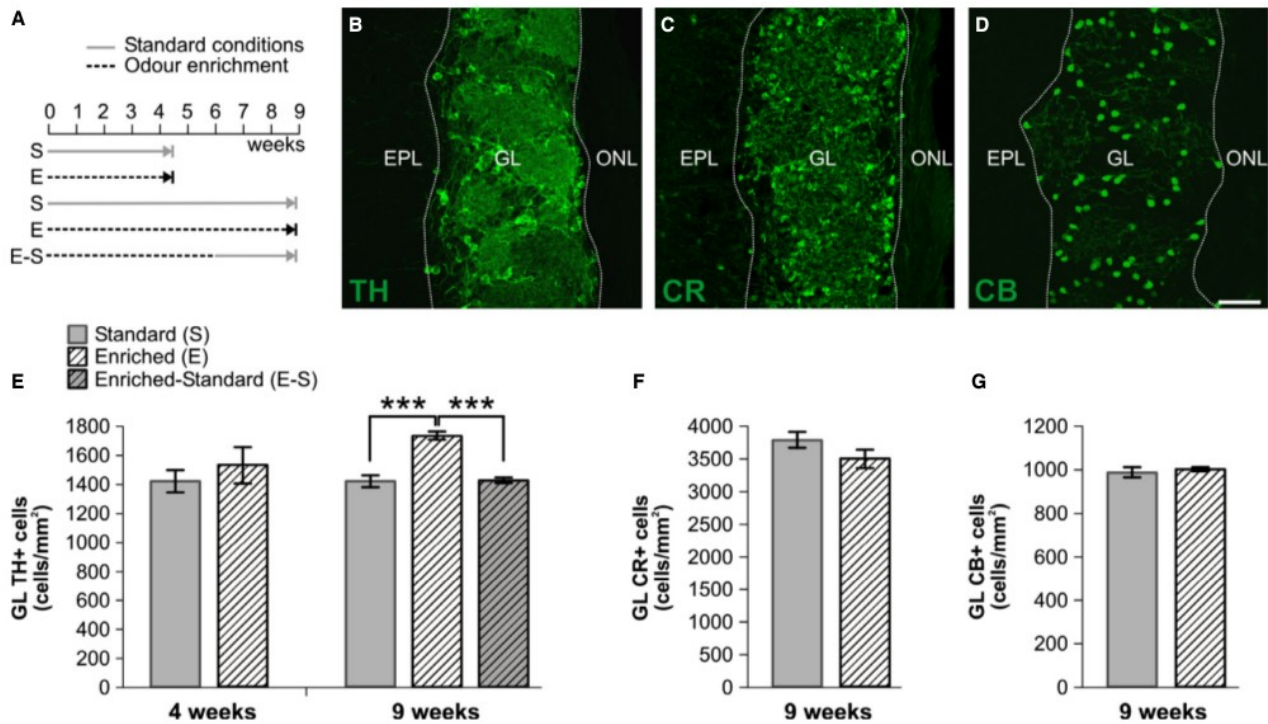 A
Standard conditions
Odour enrichment
0 1 2 3 4 5 6 7 8 9
weeks
S
E
S
E
E-S
B
EPL GL ONL
TH
C
EPL GL ONL
CR
D
EPL GL ONL
CB
Standard (S)
Enriched (E)
Enriched-Standard (E-S)
E
GL TH+ cells
(cells/mm²)
1800
1600
1400
1200
1000
800
600
400
200
0
*** ***
4 weeks 9 weeks
F
GL CR+ cells
(cells/mm²)
4000
3500
3000
2500
2000
1500
1000
500
0
9 weeks
G
GL CB+ cells
(cells/mm²)
1200
1000
800
600
400
200
0
9 weeks